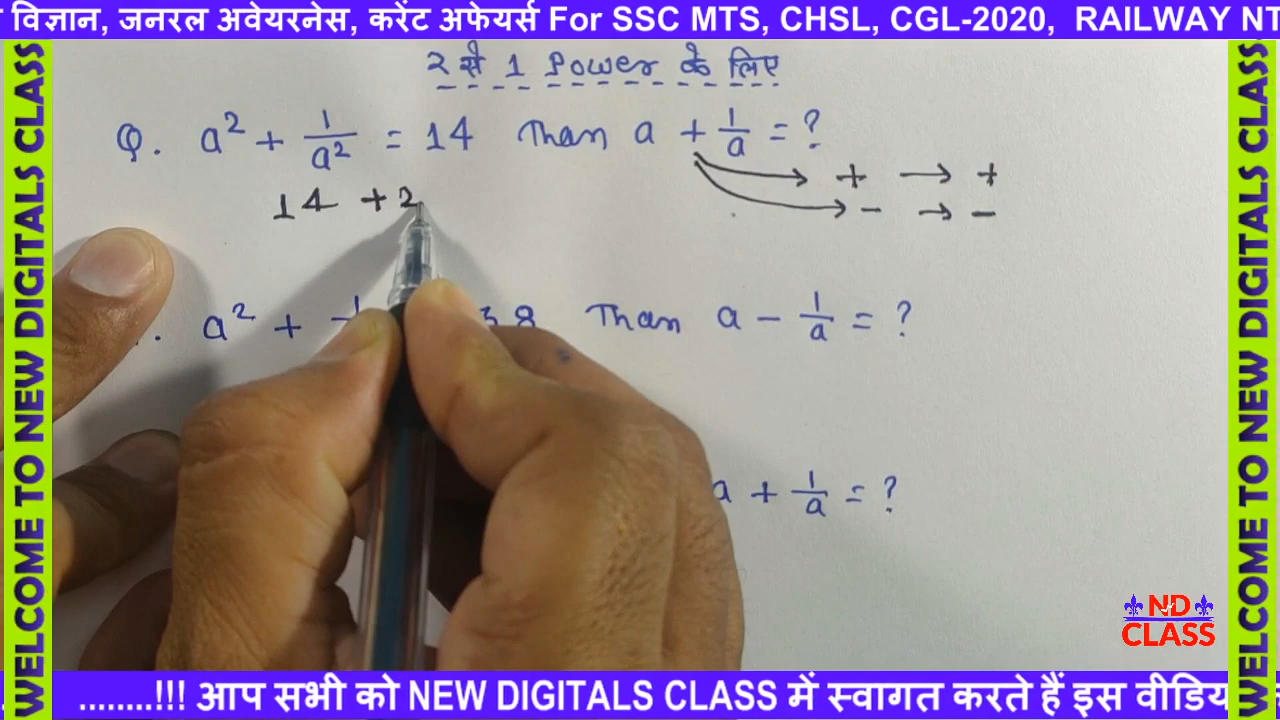 विज्ञान, जनरल अवेयरनेस, करेंट अफेयर्स For SSC MTS, CHSL, CGL-2020, RAILWAY NT
WELCOME TO NEW DIGITALS CLASS
2 से 1 Power के लिए
Q. a² + 1/a² = 14 Than a + 1/a = ?
+ → +
14 +2
- → -
a² + 38 Than a - 1/a = ?
a + 1/a = ?
ND
CLASS
WELCOME TO NEW DIGITALS CLASS
........!!! आप सभी को NEW DIGITALS CLASS में स्वागत करते हैं इस